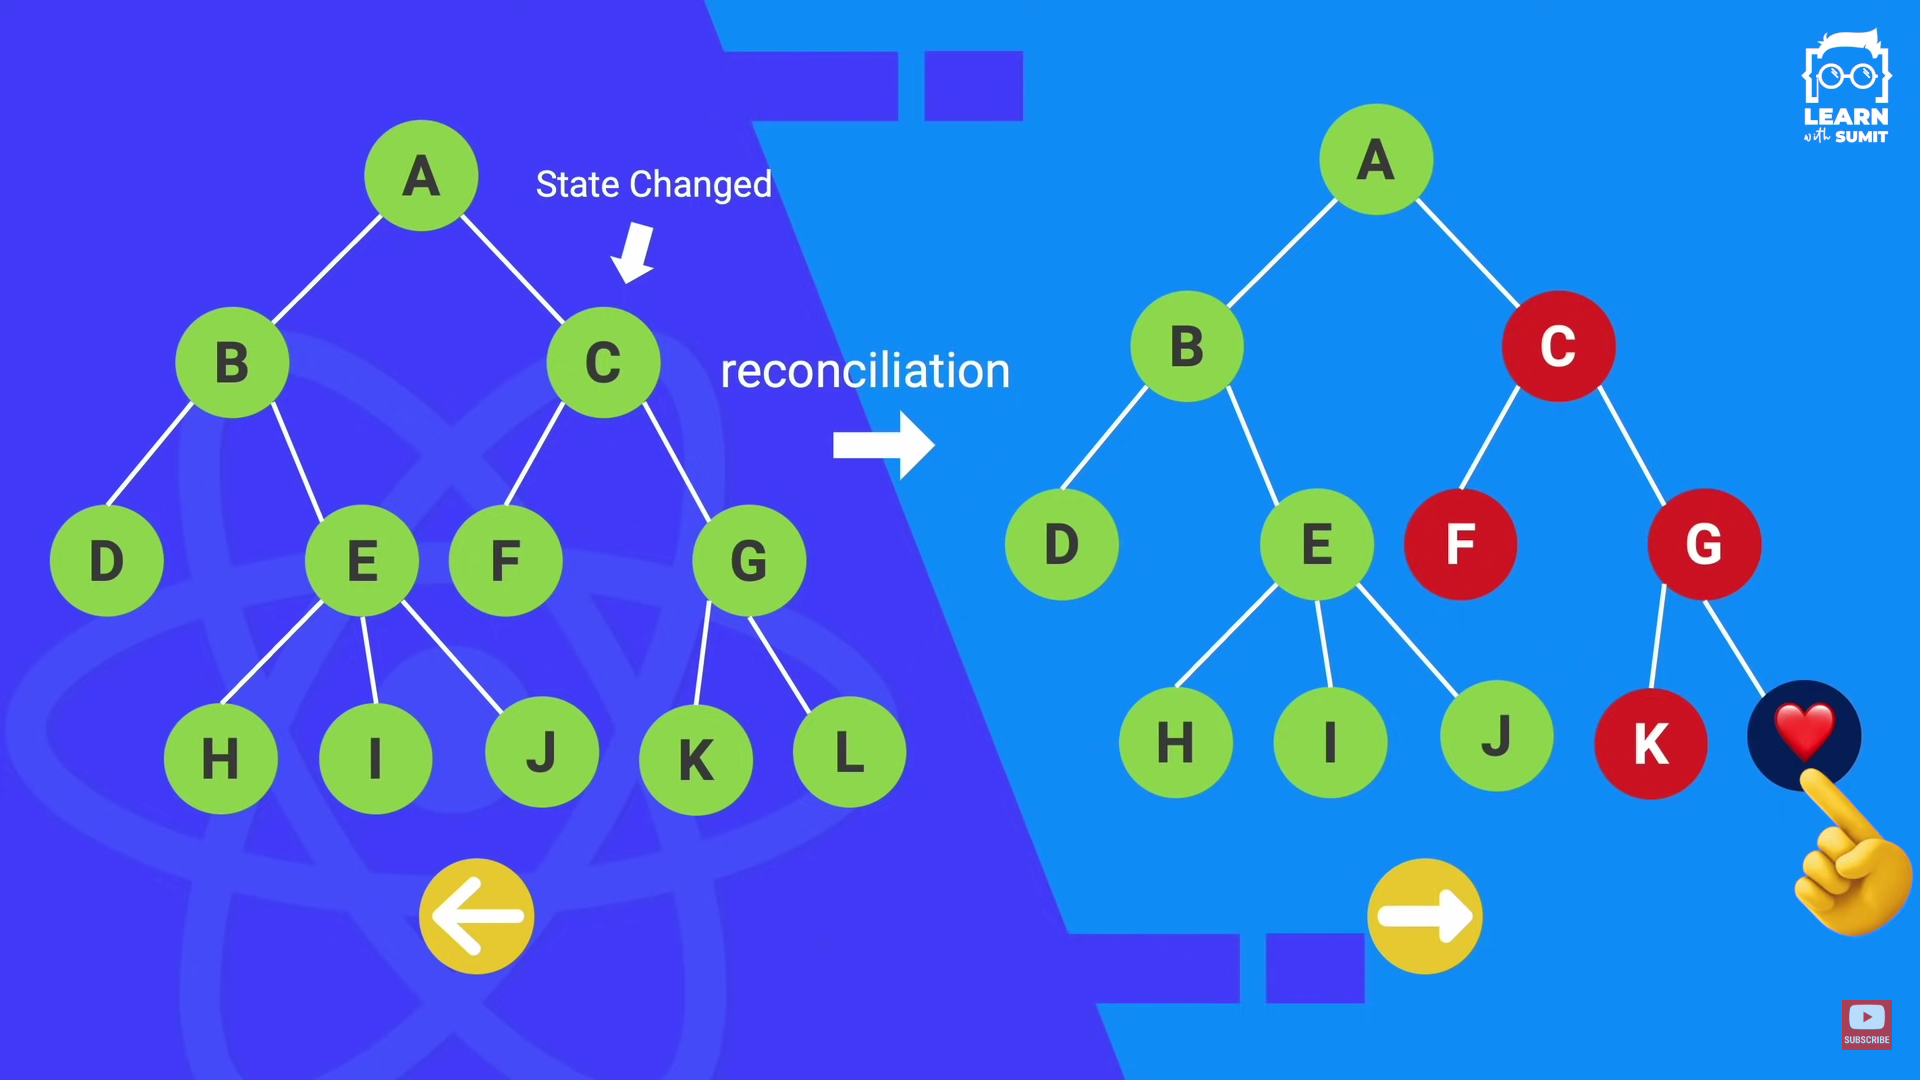 A
State Changed
B
C
reconciliation
D
E
F
G
H
I
J
K
L
A
B
C
D
E
F
G
H
I
J
K
LEARN
with SUMIT
SUBSCRIBE